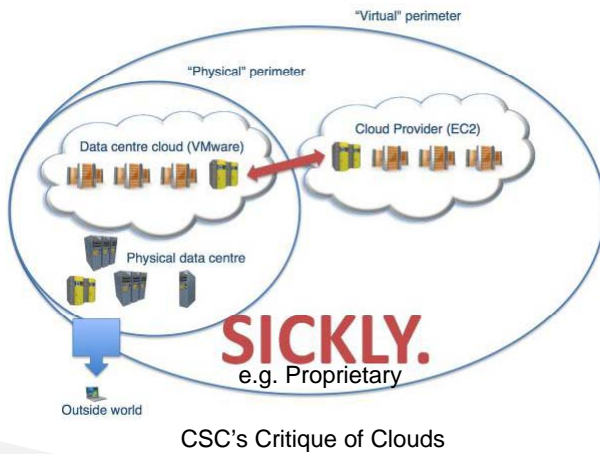 “Virtual” perimeter
“Physical” perimeter
Data centre cloud (VMware)
Cloud Provider (EC2)
Physical data centre
SICKLY.
e.g. Proprietary
Outside world
CSC's Critique of Clouds